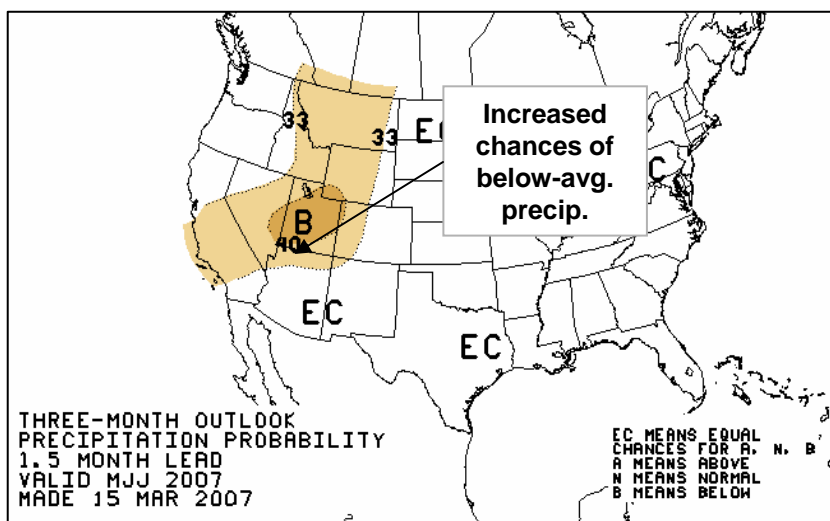 33
33
EC
Increased
chances of
below-avg.
precip.
C
B
40
EC
EC
THREE-MONTH OUTLOOK
PRECIPITATION PROBABILITY
1.5 MONTH LEAD
VALID MJJ 2007
MADE 15 MAR 2007
EC MEANS EQUAL
CHANCES FOR A, N, B
A MEANS ABOVE
N MEANS NORMAL
B MEANS BELOW